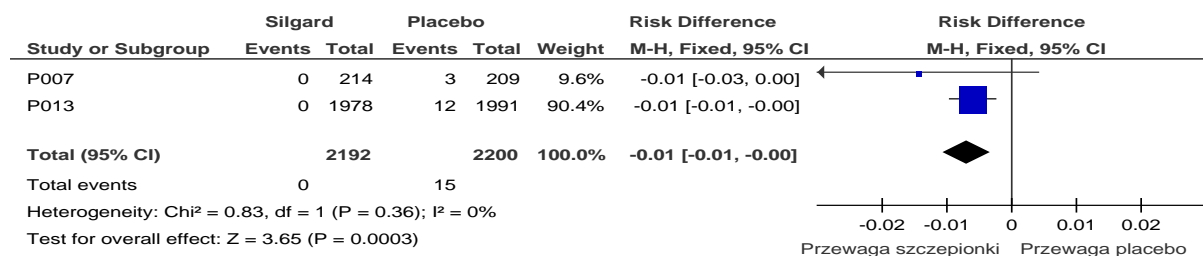 Silgard Placebo Risk Difference Risk Difference
Study or Subgroup Events Total Events Total Weight M-H, Fixed, 95% CI M-H, Fixed, 95% CI
P007 0 214 3 209 9.6% -0.01 [-0.03, 0.00]
P013 0 1978 12 1991 90.4% -0.01 [-0.01, -0.00]
Total (95% CI) 2192 2200 100.0% -0.01 [-0.01, -0.00]
Total events 0 15
Heterogeneity: Chi² = 0.83, df = 1 (P = 0.36); I² = 0%
Test for overall effect: Z = 3.65 (P = 0.0003)
-0.02 -0.01 0 0.01 0.02
Przewaga szczepionki Przewaga placebo